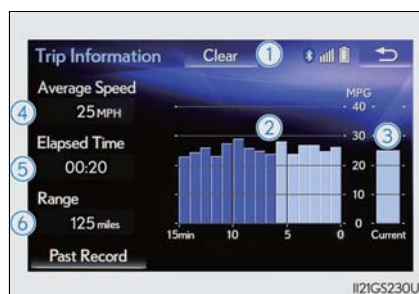 Trip Information Clear 1
Average Speed MPG
4 25 MPH 40
2 30 3
Elapsed Time
5 00:20 20
Range 10
6 125 miles 0
15min 10 5 0 Current
Past Record
II21GS230U